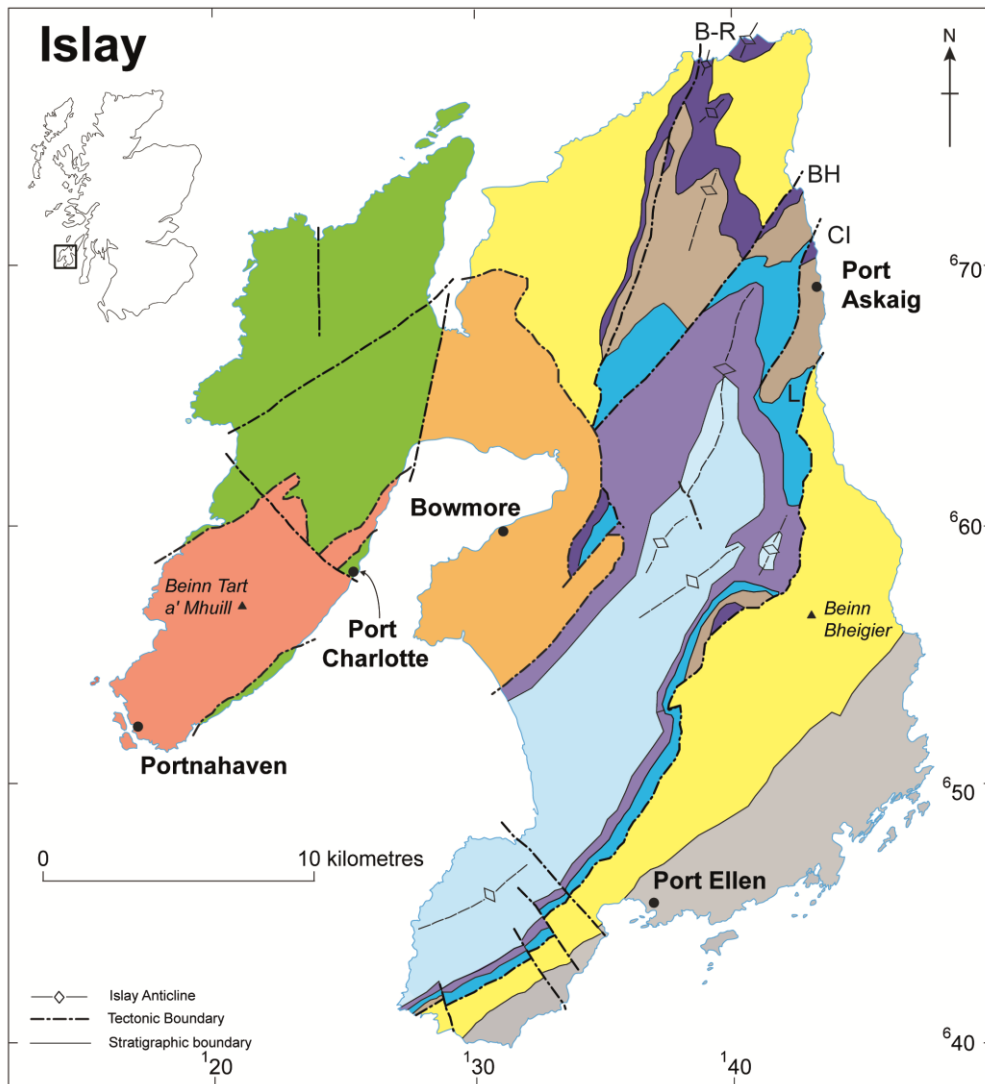 Islay
B-R
N
BH
CI
Port
Askaig
⁶70
L
Bowmore
⁶60
Beinn Tart
a' Mhuill
Port
Charlotte
Beinn
Bheigier
Portnahaven
⁶50
0
10 kilometres
Port Ellen
Islay Anticline
Tectonic Boundary
Stratigraphic boundary
⁶40
¹20
¹30
¹40